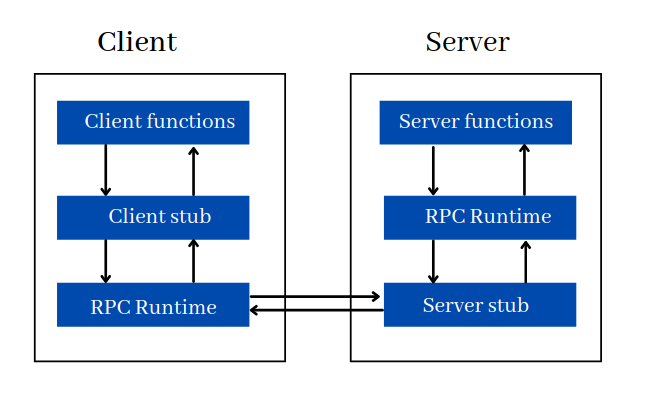 Client
Server
Client functions
Client stub
RPC Runtime
Server functions
RPC Runtime
Server stub